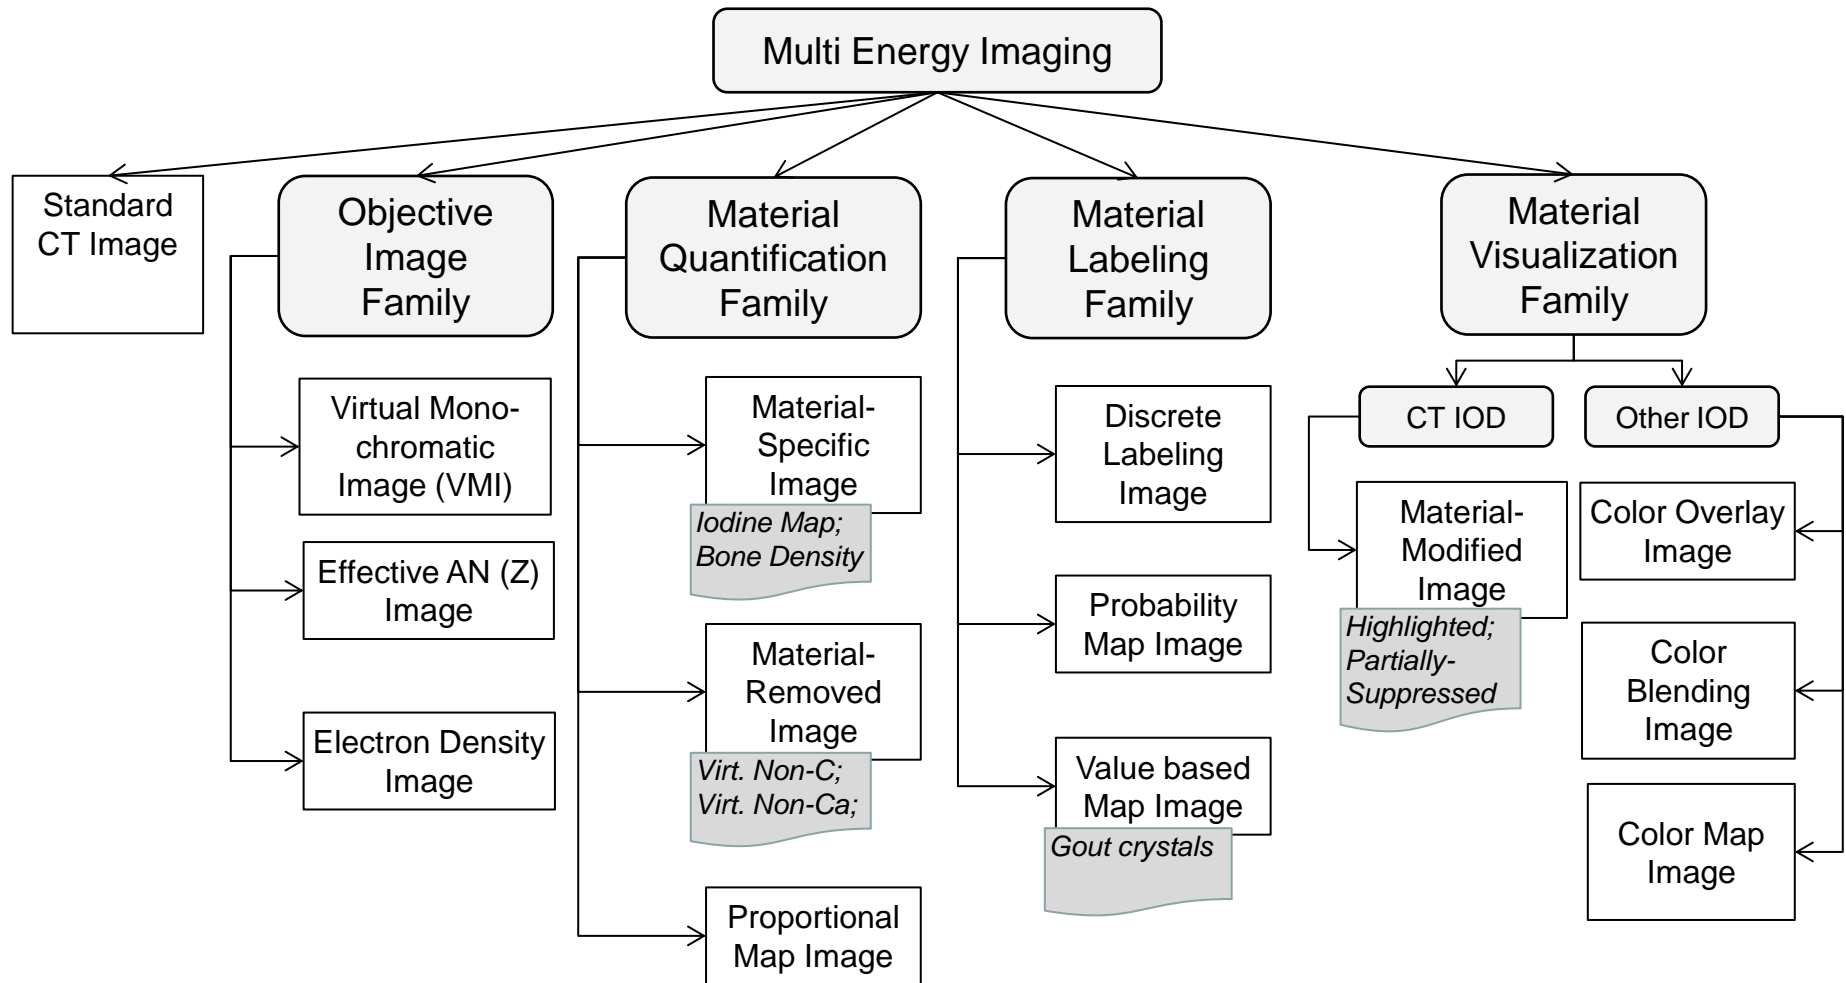 Multi Energy Imaging
Standard
CT Image
Objective
Image
Family
Material
Quantification
Family
Material
Labeling
Family
Material
Visualization
Family
Virtual Mono-
chromatic
Image (VMI)
Effective AN (Z)
Image
Electron Density
Image
Material-
Specific
Image
Iodine Map;
Bone Density
Material-
Removed
Image
Virt. Non-C;
Virt. Non-Ca;
Proportional
Map Image
Discrete
Labeling
Image
Probability
Map Image
Value based
Map Image
Gout crystals
CT IOD
Other IOD
Material-
Modified
Image
Highlighted;
Partially-
Suppressed
Color Overlay
Image
Color
Blending
Image
Color Map
Image